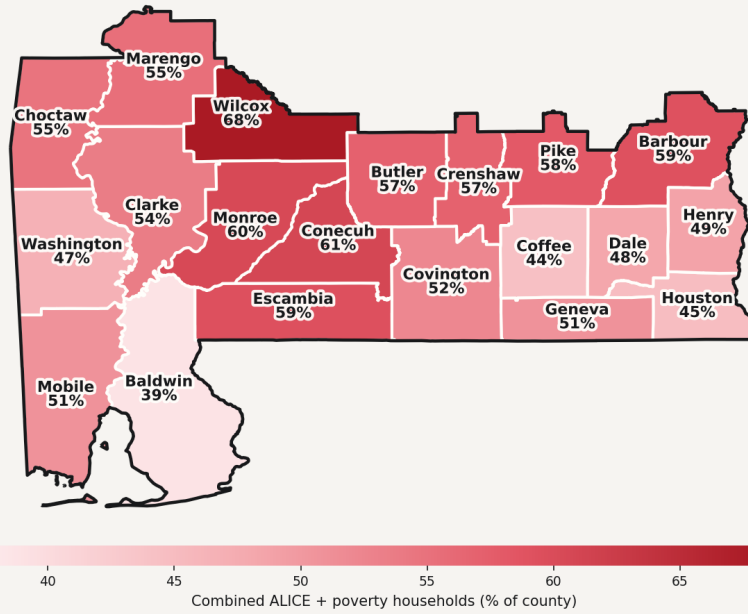 Marengo
55%
Choctaw
55%
Wilcox
68%
Butler
57%
Crenshaw
57%
Pike
58%
Barbour
59%
Clarke
54%
Monroe
60%
Conecuh
61%
Washington
47%
Covington
52%
Coffee
44%
Dale
48%
Henry
49%
Escambia
59%
Geneva
51%
Houston
45%
Mobile
51%
Baldwin
39%
40 45 50 55 60 65
Combined ALICE + poverty households (% of county)